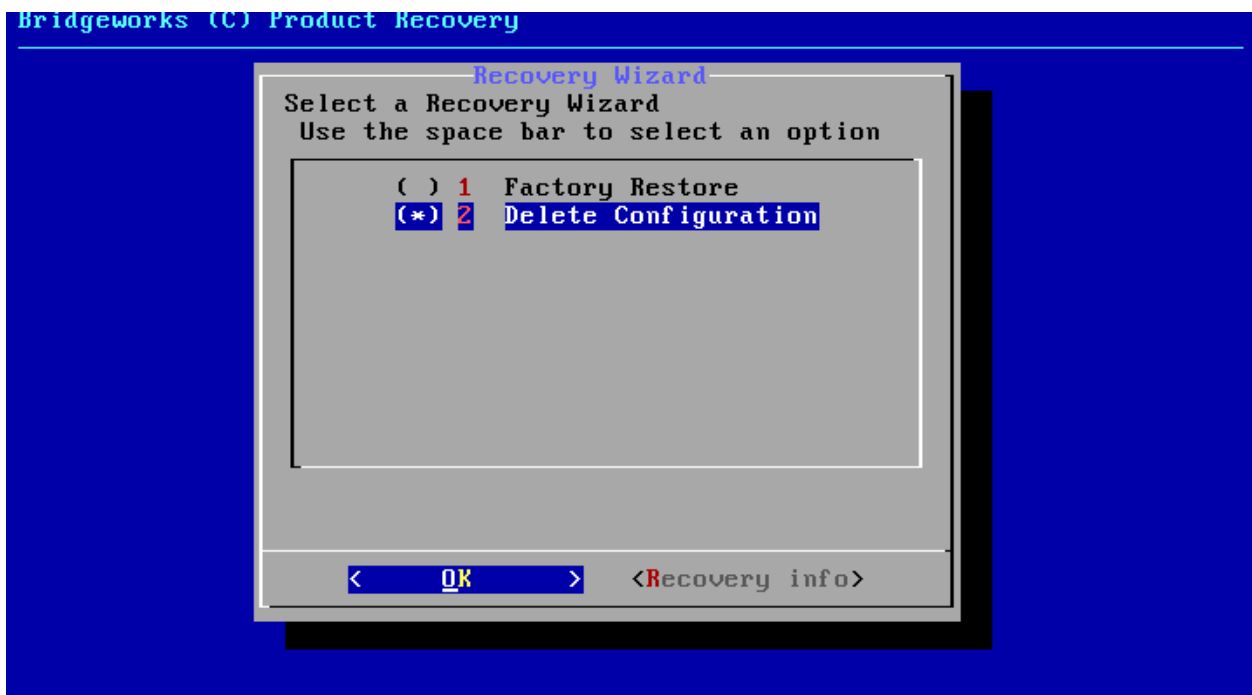 Bridgeworks (C) Product Recovery
Recovery Wizard
Select a Recovery Wizard
Use the space bar to select an option
( ) 1 Factory Restore
(*) 2 Delete Configuration
< OK > <Recovery info>